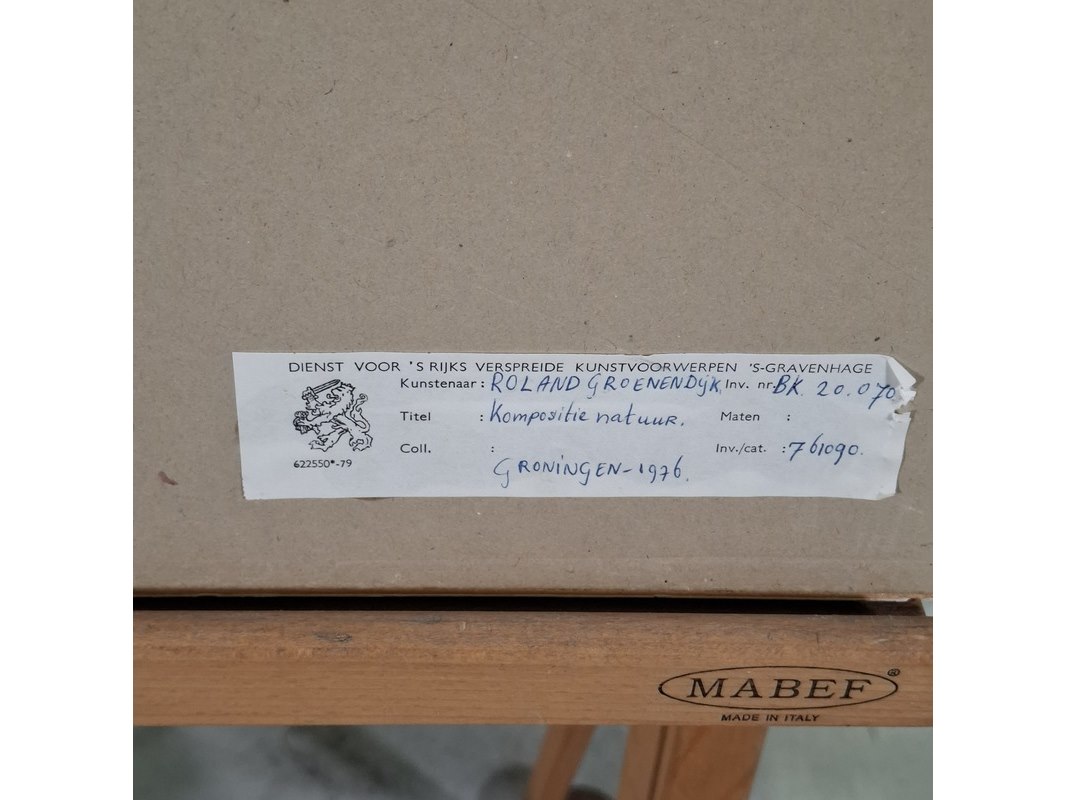 DIENST VOOR 'S RIJKS VERSPREIDE KUNSTVOORWERPEN 'S-GRAVENHAGE
Kunstenaar : ROLAND GROENENDIJK Inv. nr. BK. 20.070
Titel : Kompositie natuur. Maten :
Coll. : Inv./cat. : 761090.
622550*-79 GRONINGEN-1976.
MABEF®
MADE IN ITALY